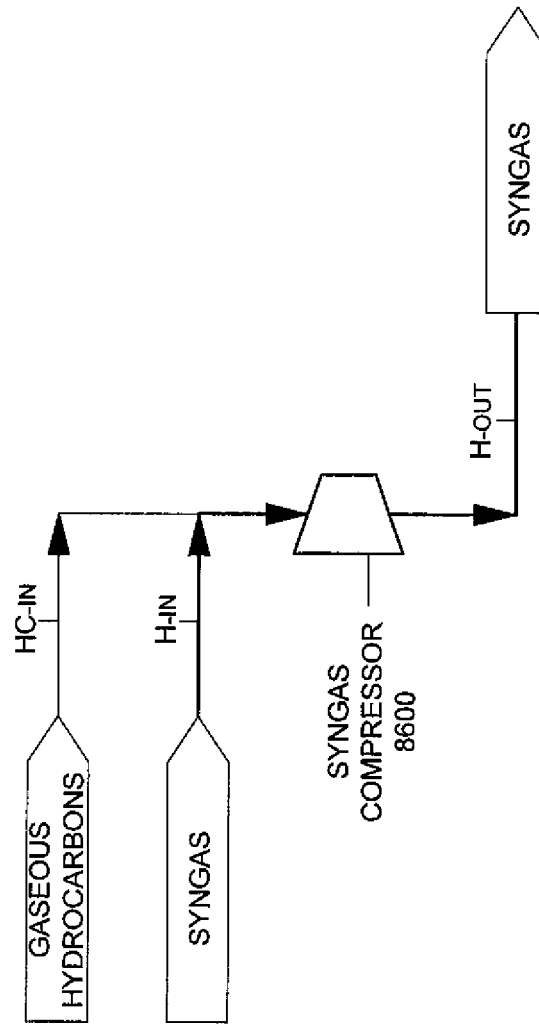 GASEOUS
HYDROCARBONS
HC-IN
SYNGAS
H-IN
SYNGAS
COMPRESSOR
8600
H-OUT
SYNGAS